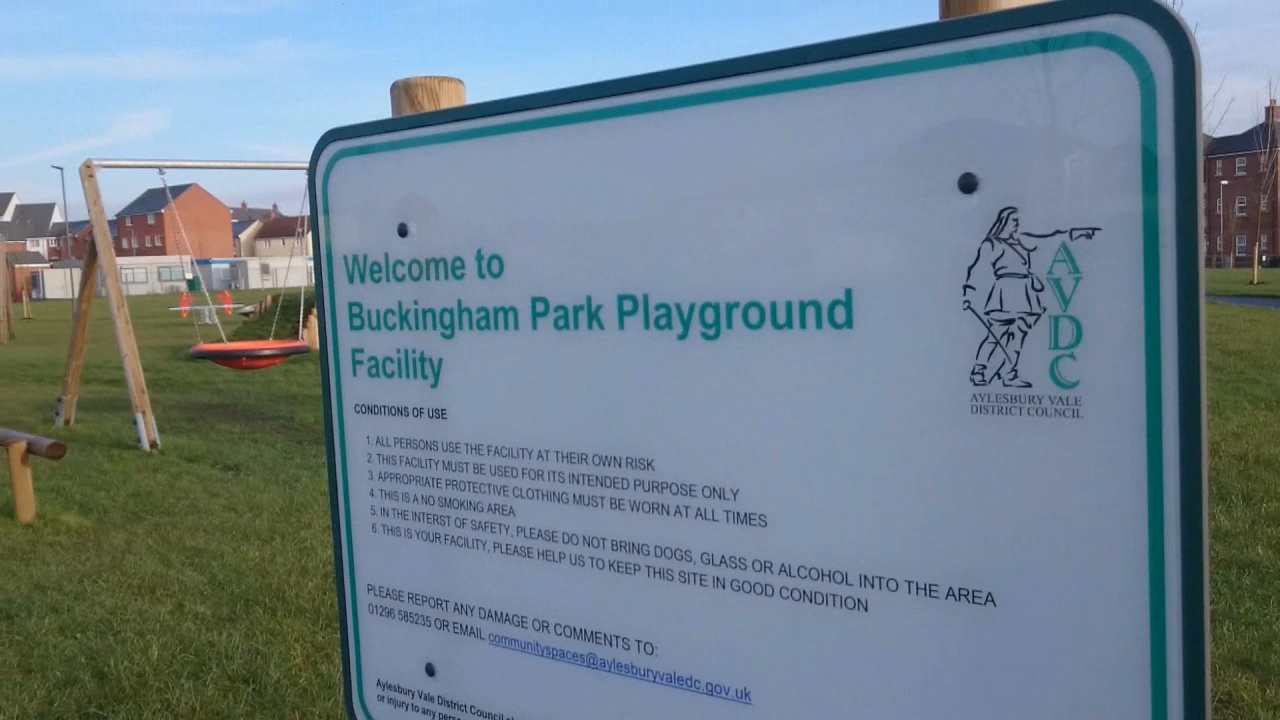 Welcome to
Buckingham Park Playground
Facility
CONDITIONS OF USE
1. ALL PERSONS USE THE FACILITY AT THEIR OWN RISK
2. THIS FACILITY MUST BE USED FOR ITS INTENDED PURPOSE ONLY
3. APPROPRIATE PROTECTIVE CLOTHING MUST BE WORN AT ALL TIMES
4. THIS IS A NO SMOKING AREA
5. IN THE INTERST OF SAFETY, PLEASE DO NOT BRING DOGS, GLASS OR ALCOHOL INTO THE AREA
6. THIS IS YOUR FACILITY, PLEASE HELP US TO KEEP THIS SITE IN GOOD CONDITION
PLEASE REPORT ANY DAMAGE OR COMMENTS TO:
01296 585235 OR EMAIL communityspaces@aylesburyvaledc.gov.uk
Aylesbury Vale District Council
or injury to any
AVDC
AYLESBURY VALE
DISTRICT COUNCIL